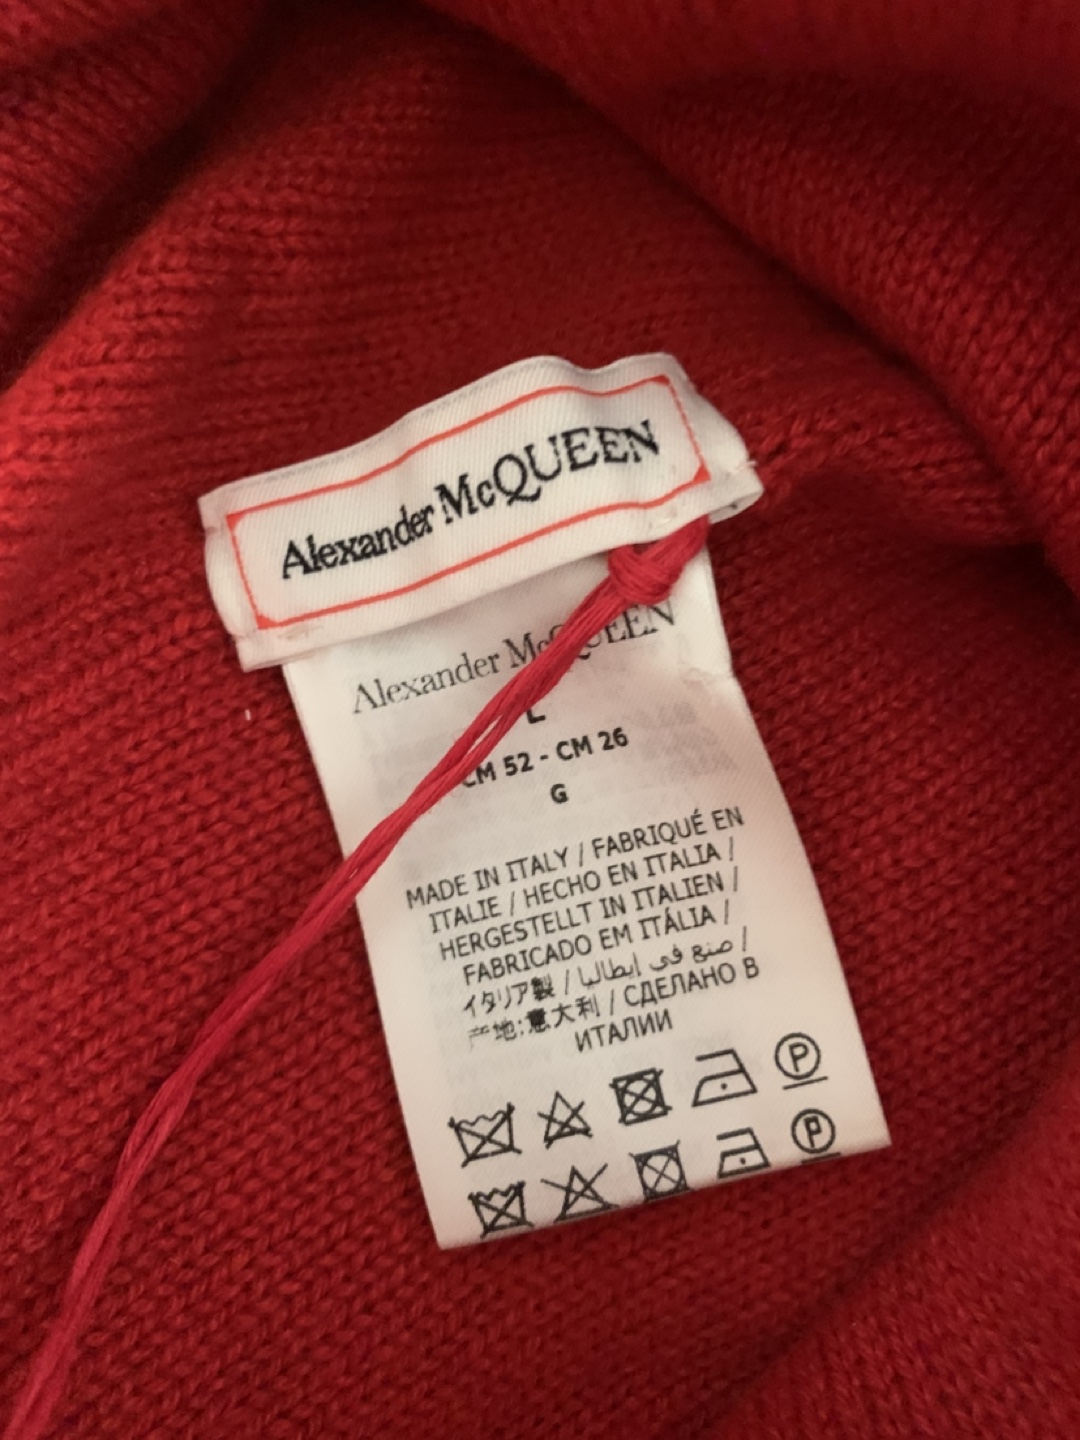 Alexander McQUEEN
Alexander McQUEEN
L
CM 52 - CM 26
G
MADE IN ITALY / FABRIQUÉ EN
ITALIE / HECHO EN ITALIA /
HERGESTELLT IN ITALIEN /
FABRICADO EM ITÁLIA /
صنع في إيطاليا /
イタリア製 / 
产地:意大利 / СДЕЛАНО В
ИТАЛИИ
P
P